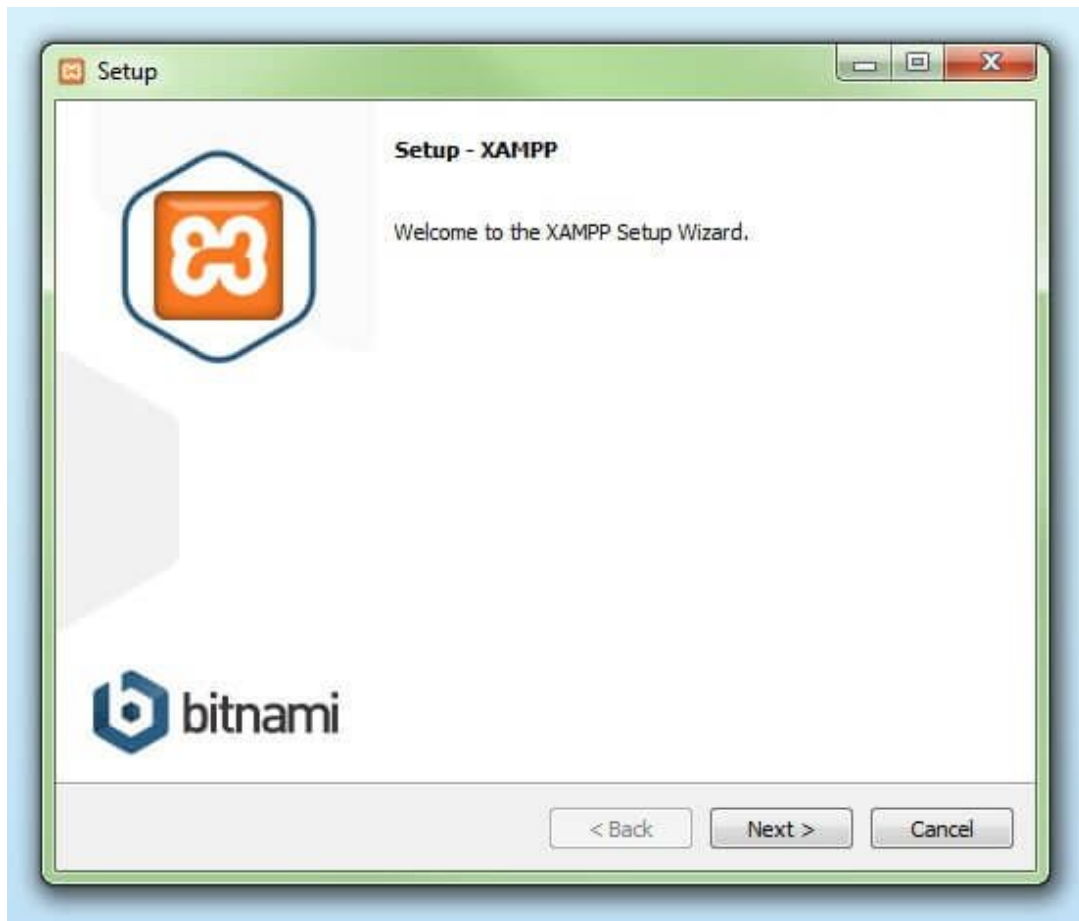 Setup
Setup - XAMPP
Welcome to the XAMPP Setup Wizard.
bitnami
< Back
Next >
Cancel